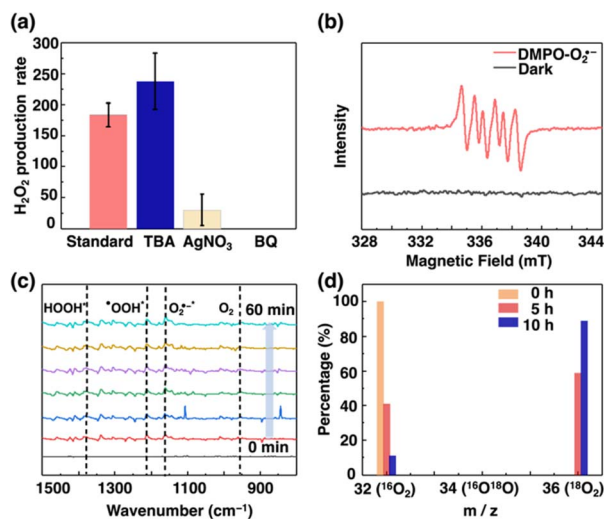 (a)
H₂O₂ production rate
300
250
200
150
100
50
0
Standard TBA AgNO₃ BQ
(b)
Intensity
DMPO-O₂•−
Dark
328 332 336 340 344
Magnetic Field (mT)
(c)
HOOH* •OOH* O₂•−* O₂ 60 min
0 min
1500 1300 1100 900
Wavenumber (cm⁻¹)
(d)
Percentage (%)
100
80
60
40
20
0
0 h
5 h
10 h
32 (¹⁶O₂) 34 (¹⁶O¹⁸O) 36 (¹⁸O₂)
m / z